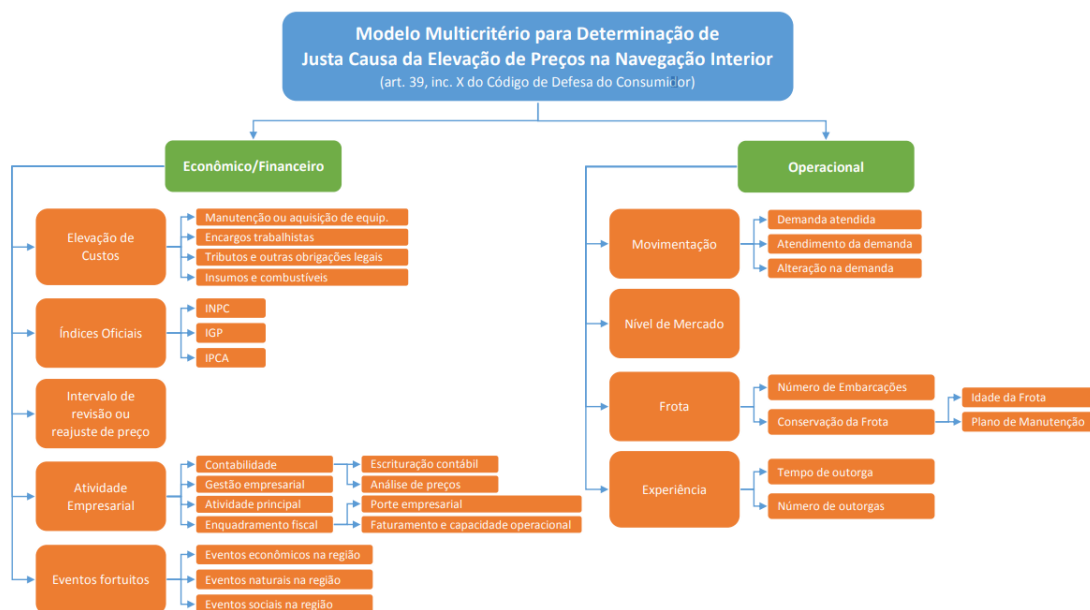 Modelo Multicritério para Determinação de
Justa Causa da Elevação de Preços na Navegação Interior
(art. 39, inc. X do Código de Defesa do Consumidor)
Econômico/Financeiro
Elevação de
Custos
Manutenção ou aquisição de equip.
Encargos trabalhistas
Tributos e outras obrigações legais
Insumos e combustíveis
Índices Oficiais
INPC
IGP
IPCA
Intervalo de
revisão ou
reajuste de preço
Atividade
Empresarial
Contabilidade
Gestão empresarial
Atividade principal
Enquadramento fiscal
Escrituração contábil
Análise de preços
Porte empresarial
Faturamento e capacidade operacional
Eventos fortuitos
Eventos econômicos na região
Eventos naturais na região
Eventos sociais na região
Operacional
Movimentação
Demanda atendida
Atendimento da demanda
Alteração na demanda
Nível de Mercado
Frota
Número de Embarcações
Conservação da Frota
Idade da Frota
Plano de Manutenção
Experiência
Tempo de outorga
Número de outorgas